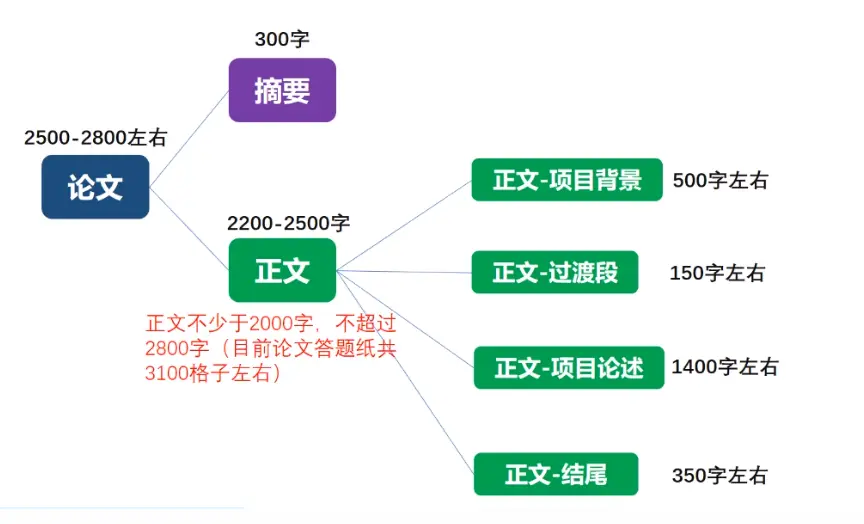 300字
摘要
2500-2800左右
论文
2200-2500字
正文
正文不少于2000字，不超过
2800字（目前论文答题纸共
3100格子左右）
正文-项目背景
500字左右
正文-过渡段
150字左右
正文-项目论述
1400字左右
正文-结尾
350字左右